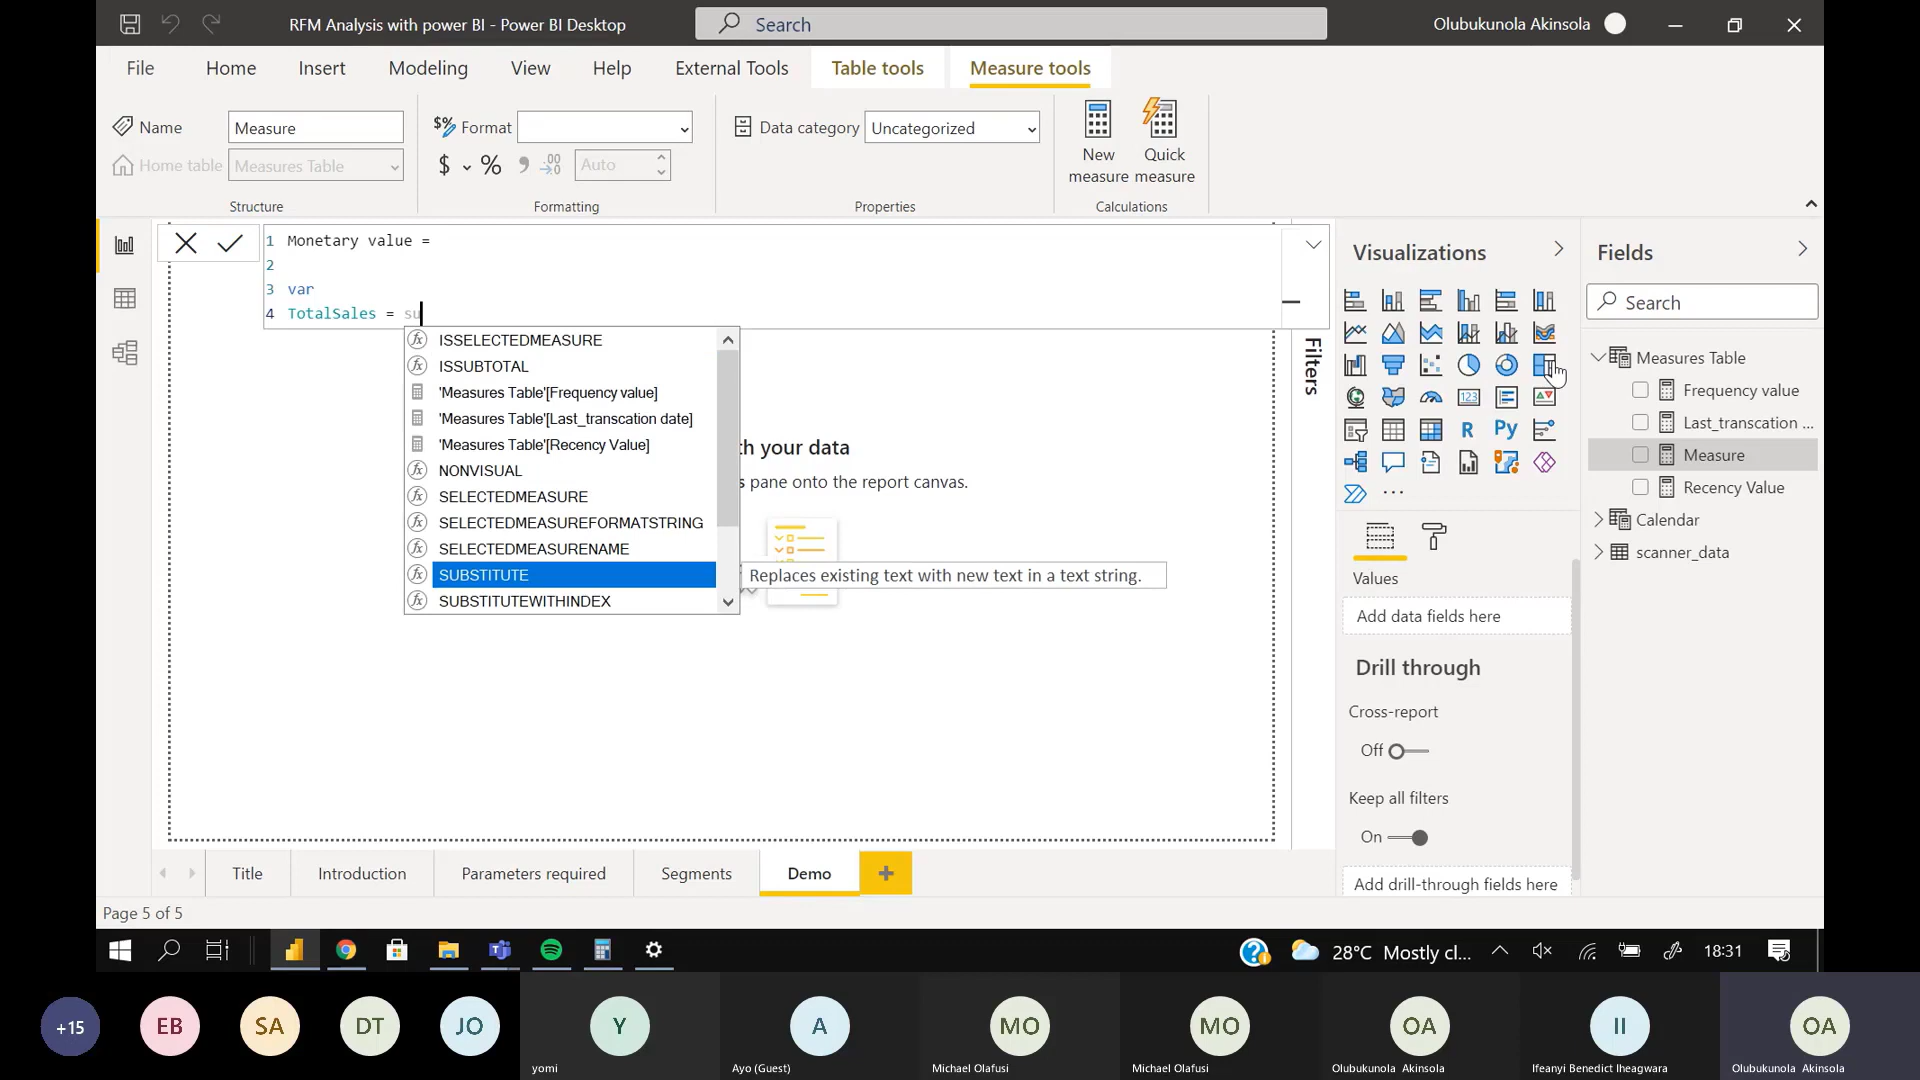 RFM Analysis with power BI - Power BI Desktop
Search
Olubukunola Akinsola
File
Home
Insert
Modeling
View
Help
External Tools
Table tools
Measure tools
Name
Measure
Format
Data category
Uncategorized
Home table
Measures Table
$
%
Auto
New measure
Quick measure
Structure
Formatting
Properties
Calculations
1 Monetary value =
2
3 var
4 TotalSales = su
ISSELECTEDMEASURE
ISSUBTOTAL
'Measures Table'[Frequency value]
'Measures Table'[Last_transcation date]
'Measures Table'[Recency Value]
NONVISUAL
SELECTEDMEASURE
SELECTEDMEASUREFORMATSTRING
SELECTEDMEASURENAME
SUBSTITUTE
SUBSTITUTEWITHINDEX
Replaces existing text with new text in a text string.
th your data
s pane onto the report canvas.
Filters
Visualizations
123
R
Py
Values
Add data fields here
Drill through
Cross-report
Off
Keep all filters
On
Add drill-through fields here
Fields
Search
Measures Table
Frequency value
Last_transcation ...
Measure
Recency Value
Calendar
scanner_data
Title
Introduction
Parameters required
Segments
Demo
+
Page 5 of 5
28°C Mostly cl...
18:31
+15
EB
SA
DT
JO
Y
yomi
A
Ayo (Guest)
MO
Michael Olafusi
MO
Michael Olafusi
OA
Olubukunola Akinsola
II
Ifeanyi Benedict Iheagwara
OA
Olubukunola Akinsola